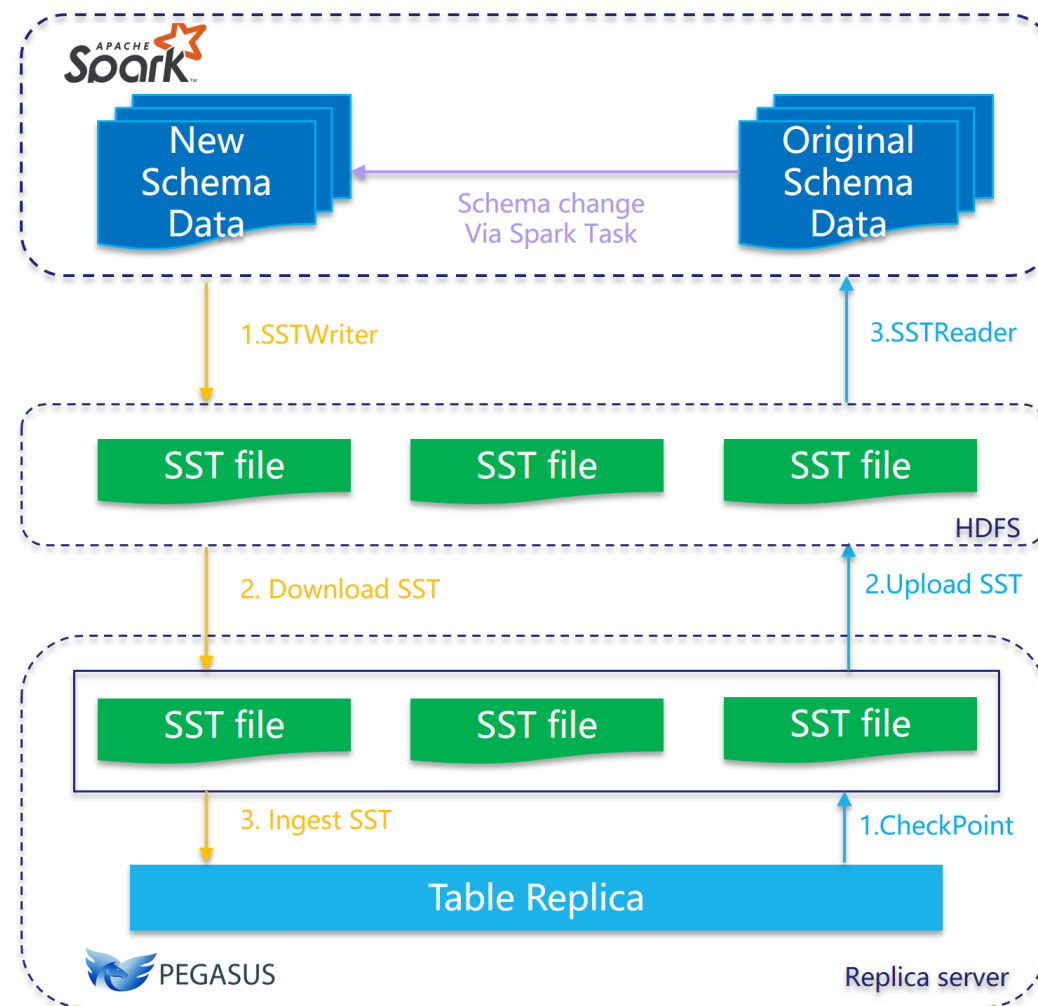 APACHE
Spark™
New
Schema
Data
Original
Schema
Data
Schema change
Via Spark Task
1.SSTWriter
3.SSTReader
SST file
SST file
SST file
HDFS
2. Download SST
2.Upload SST
SST file
SST file
SST file
3. Ingest SST
1.CheckPoint
Table Replica
PEGASUS
Replica server